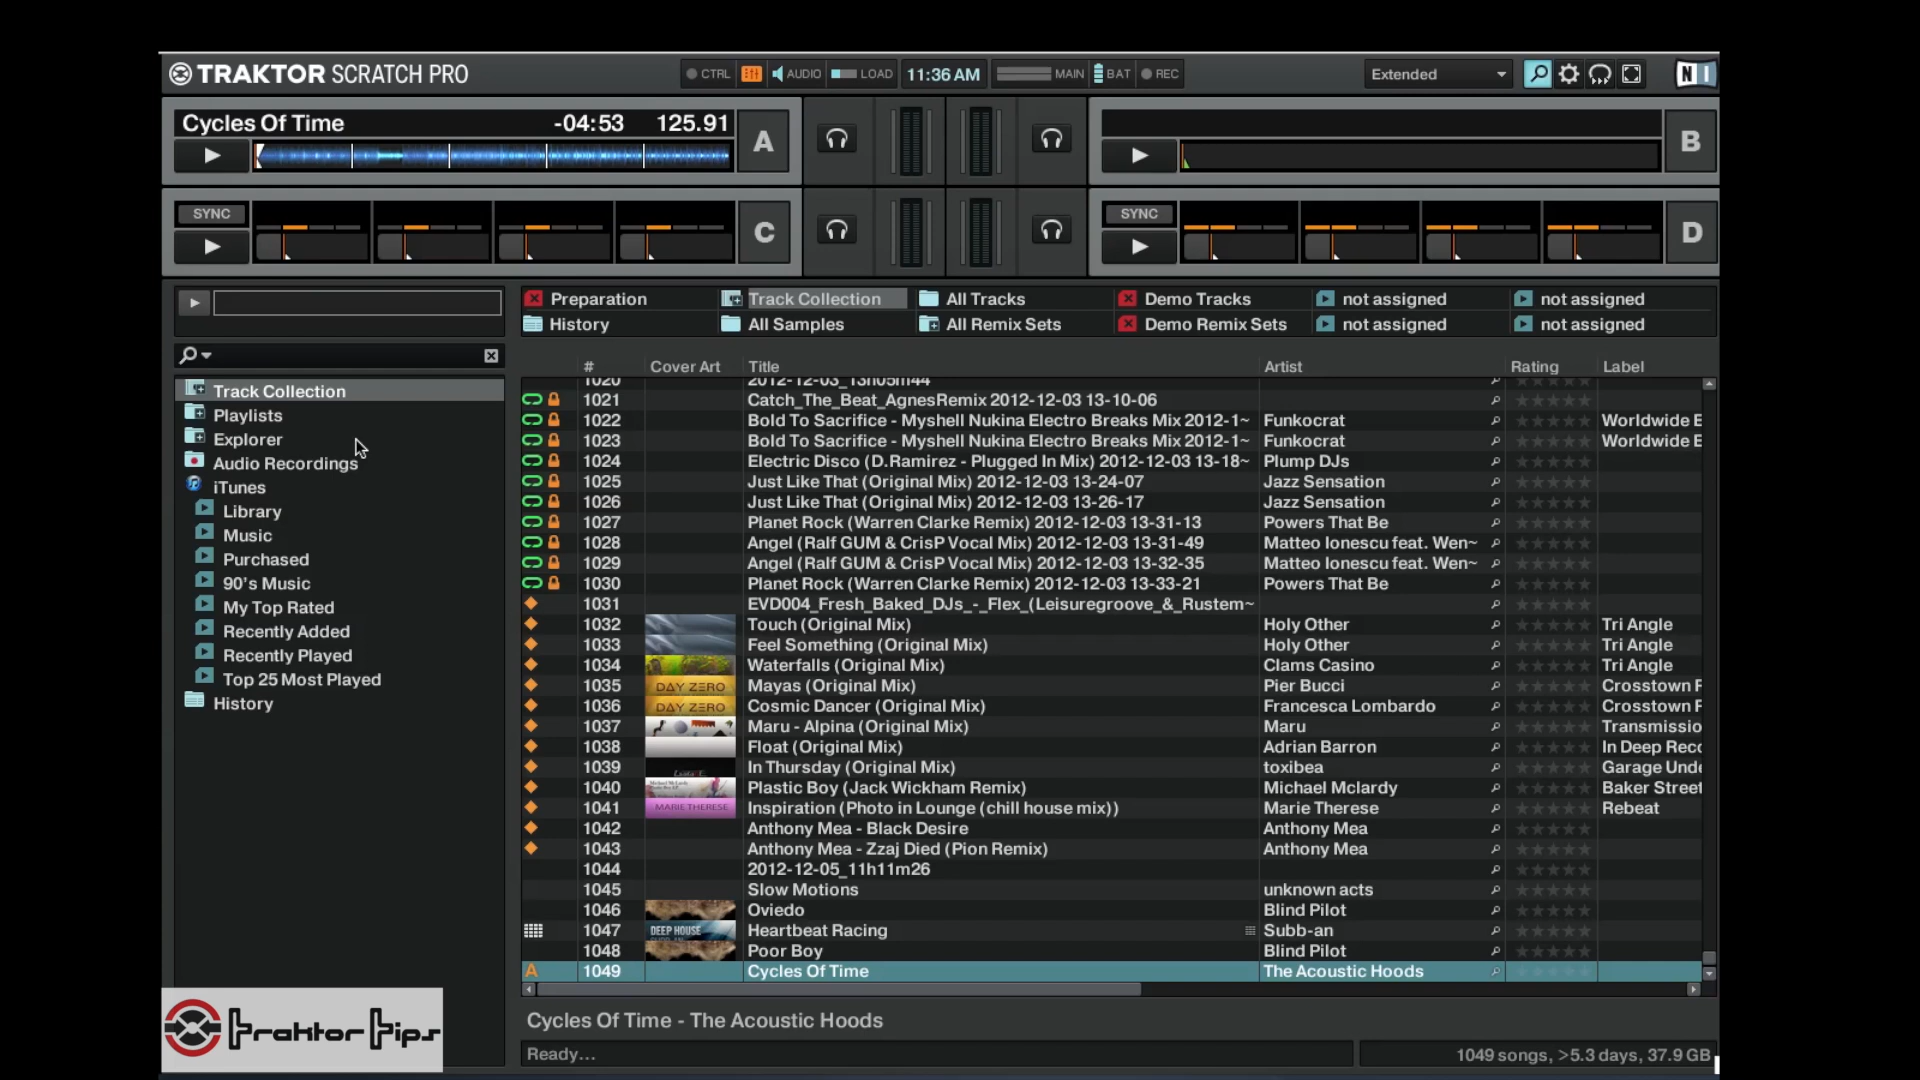 TRAKTOR SCRATCH PRO
CTRL AUDIO LOAD 11:36 AM MAIN BAT REC
Extended
NI
Cycles Of Time -04:53 125.91
A
B
SYNC
C
SYNC
D
Preparation Track Collection All Tracks Demo Tracks not assigned not assigned
History All Samples All Remix Sets Demo Remix Sets not assigned not assigned
Track Collection
Playlists
Explorer
Audio Recordings
iTunes
Library
Music
Purchased
90's Music
My Top Rated
Recently Added
Recently Played
Top 25 Most Played
History
# Cover Art Title Artist Rating Label
1020 2012-12-03_13h05m44
1021 Catch_The_Beat_AgnesRemix 2012-12-03 13-10-06
1022 Bold To Sacrifice - Myshell Nukina Electro Breaks Mix 2012-1~ Funkocrat Worldwide E
1023 Bold To Sacrifice - Myshell Nukina Electro Breaks Mix 2012-1~ Funkocrat Worldwide E
1024 Electric Disco (D.Ramirez - Plugged In Mix) 2012-12-03 13-18~ Plump DJs
1025 Just Like That (Original Mix) 2012-12-03 13-24-07 Jazz Sensation
1026 Just Like That (Original Mix) 2012-12-03 13-26-17 Jazz Sensation
1027 Planet Rock (Warren Clarke Remix) 2012-12-03 13-31-13 Powers That Be
1028 Angel (Ralf GUM & CrisP Vocal Mix) 2012-12-03 13-31-49 Matteo Ionescu feat. Wen~
1029 Angel (Ralf GUM & CrisP Vocal Mix) 2012-12-03 13-32-35 Matteo Ionescu feat. Wen~
1030 Planet Rock (Warren Clarke Remix) 2012-12-03 13-33-21 Powers That Be
1031 EVD004_Fresh_Baked_DJs_-_Flex_(Leisuregroove_&_Rustem~
1032 Touch (Original Mix) Holy Other Tri Angle
1033 Feel Something (Original Mix) Holy Other Tri Angle
1034 Waterfalls (Original Mix) Clams Casino Tri Angle
1035 DAY ZERO Mayas (Original Mix) Pier Bucci Crosstown F
1036 DAY ZERO Cosmic Dancer (Original Mix) Francesca Lombardo Crosstown F
1037 Maru - Alpina (Original Mix) Maru Transmissio
1038 Float (Original Mix) Adrian Barron In Deep Reco
1039 In Thursday (Original Mix) toxibea Garage Unde
1040 Plastic Boy (Jack Wickham Remix) Michael Mclardy Baker Street
1041 MARIE THERESE Inspiration (Photo in Lounge (chill house mix)) Marie Therese Rebeat
1042 Anthony Mea - Black Desire Anthony Mea
1043 Anthony Mea - Zzaj Died (Pion Remix) Anthony Mea
1044 2012-12-05_11h11m26
1045 Slow Motions unknown acts
1046 Oviedo Blind Pilot
1047 DEEP HOUSE Heartbeat Racing Subb-an
1048 Poor Boy Blind Pilot
A 1049 Cycles Of Time The Acoustic Hoods
Cycles Of Time - The Acoustic Hoods
Ready... 1049 songs, >5.3 days, 37.9 GB
Traktor Tips